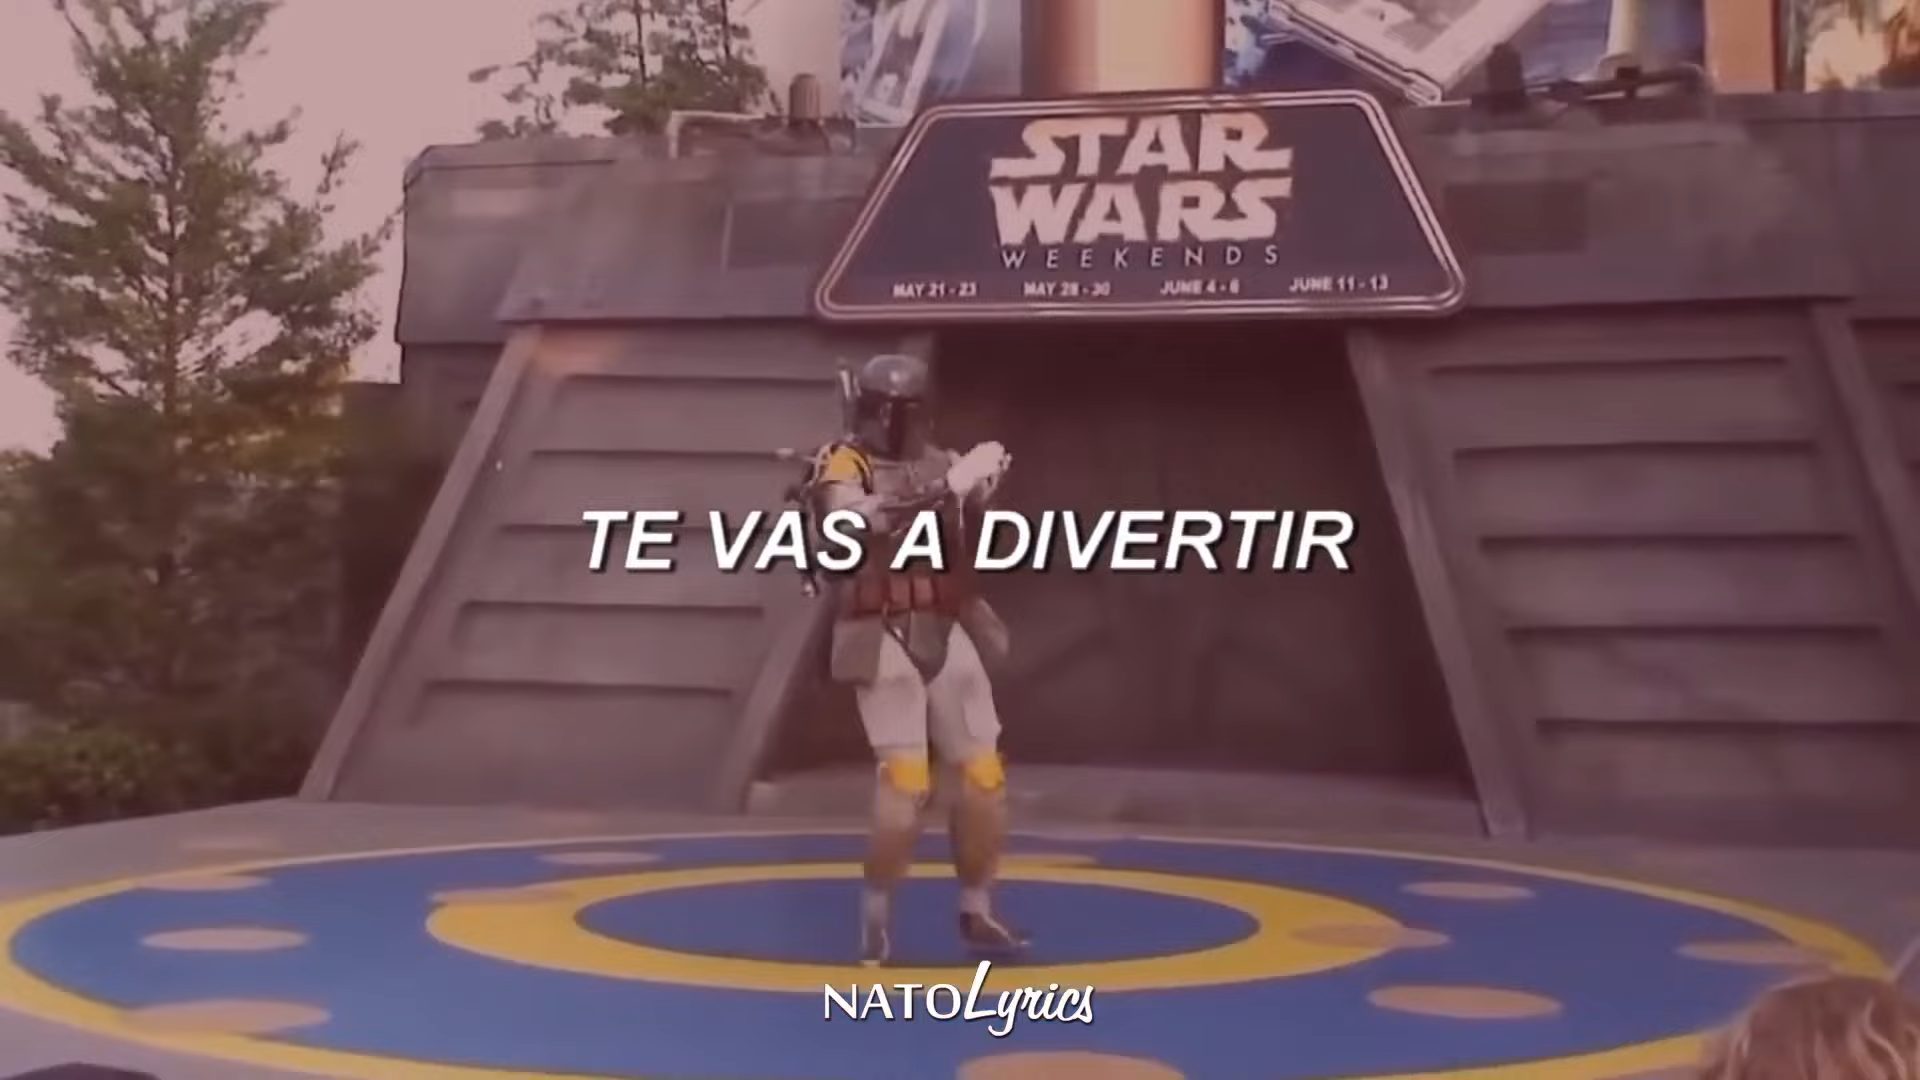 STAR
WARS
WEEKENDS
MAY 21 - 23 MAY 28 - 30 JUNE 4 - 6 JUNE 11 - 13
TE VAS A DIVERTIR
NATOLyrics